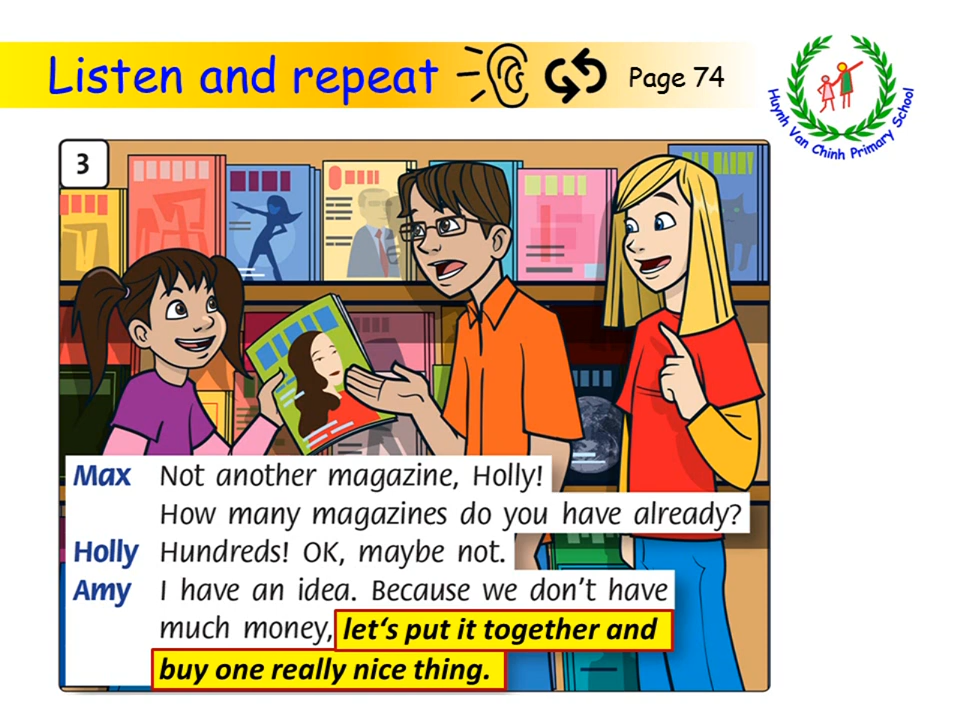 Listen and repeat
Page 74
Huynh Van Chinh Primary School
3
Max Not another magazine, Holly!
How many magazines do you have already?
Holly Hundreds! OK, maybe not.
Amy I have an idea. Because we don't have
much money, let‘s put it together and
buy one really nice thing.